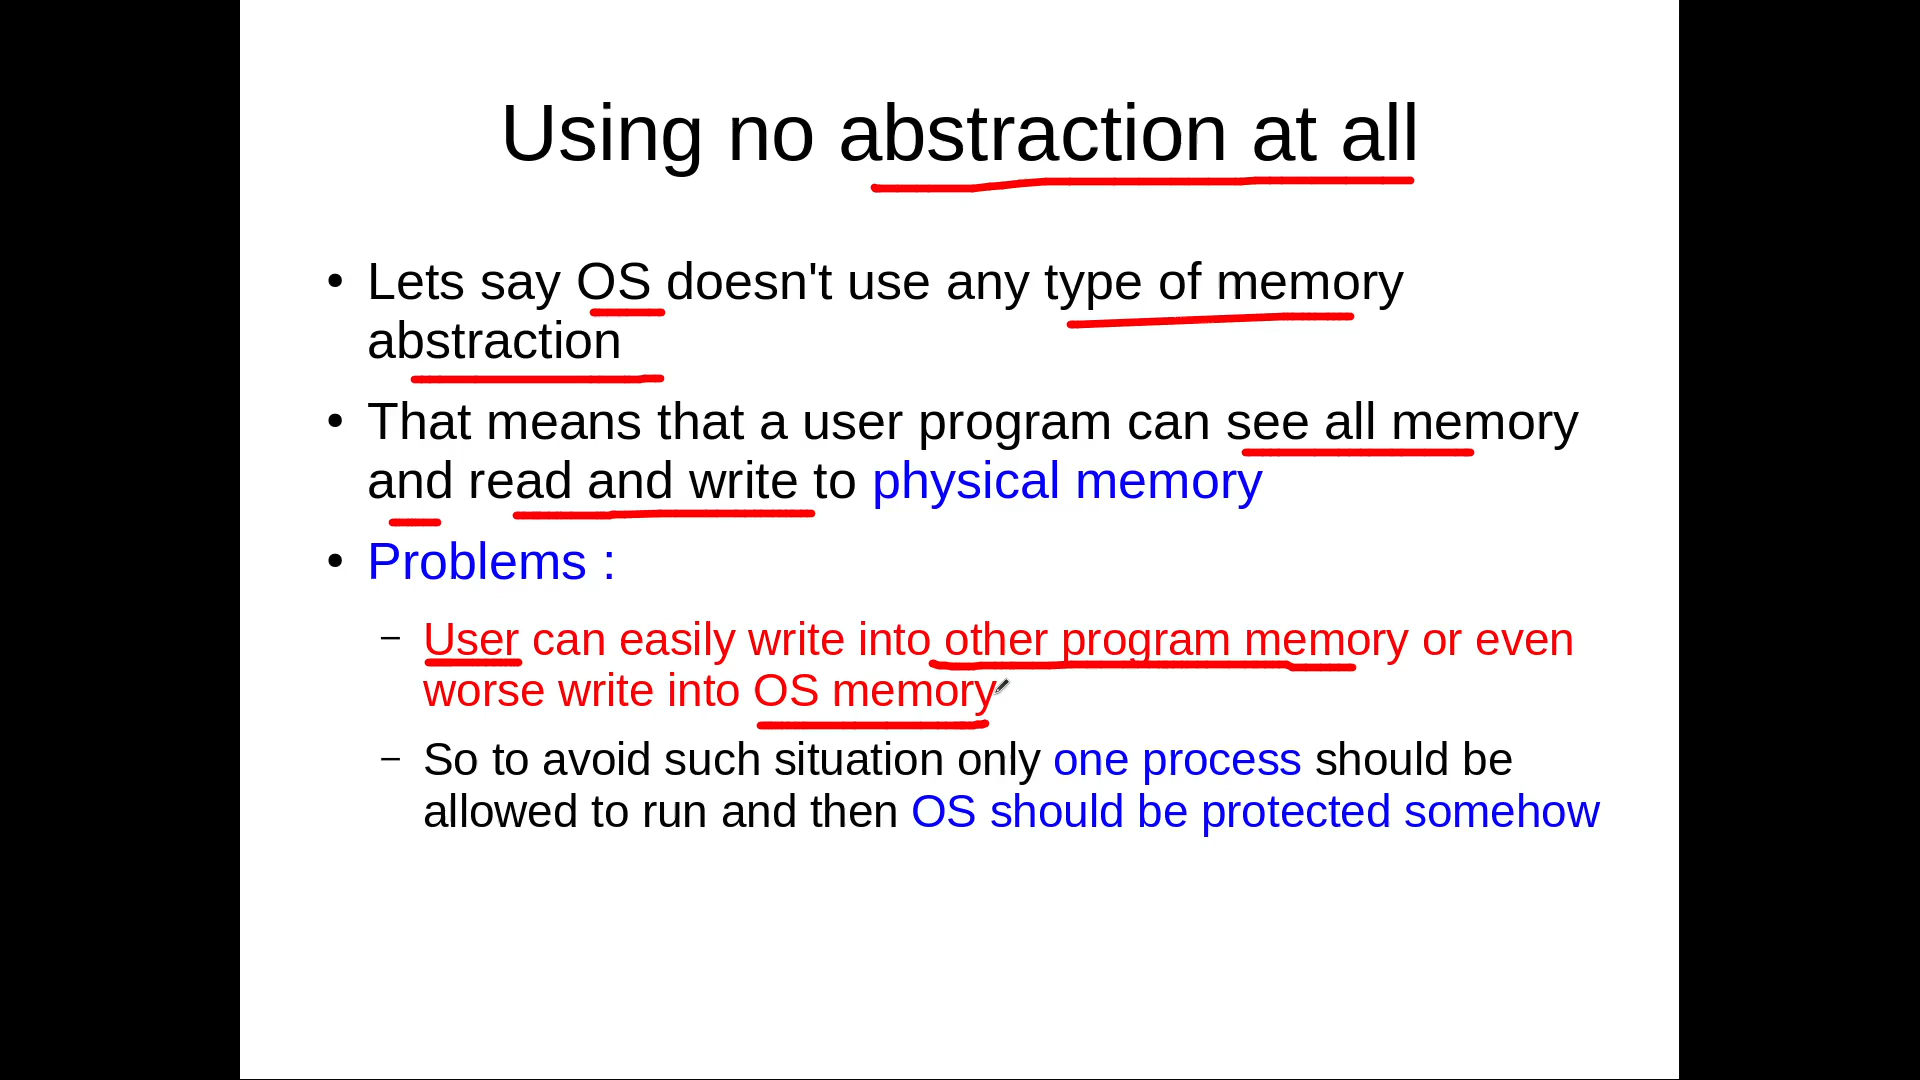 Using no abstraction at all
• Lets say OS doesn't use any type of memory
abstraction
• That means that a user program can see all memory
and read and write to physical memory
• Problems :
– User can easily write into other program memory or even
worse write into OS memory
– So to avoid such situation only one process should be
allowed to run and then OS should be protected somehow